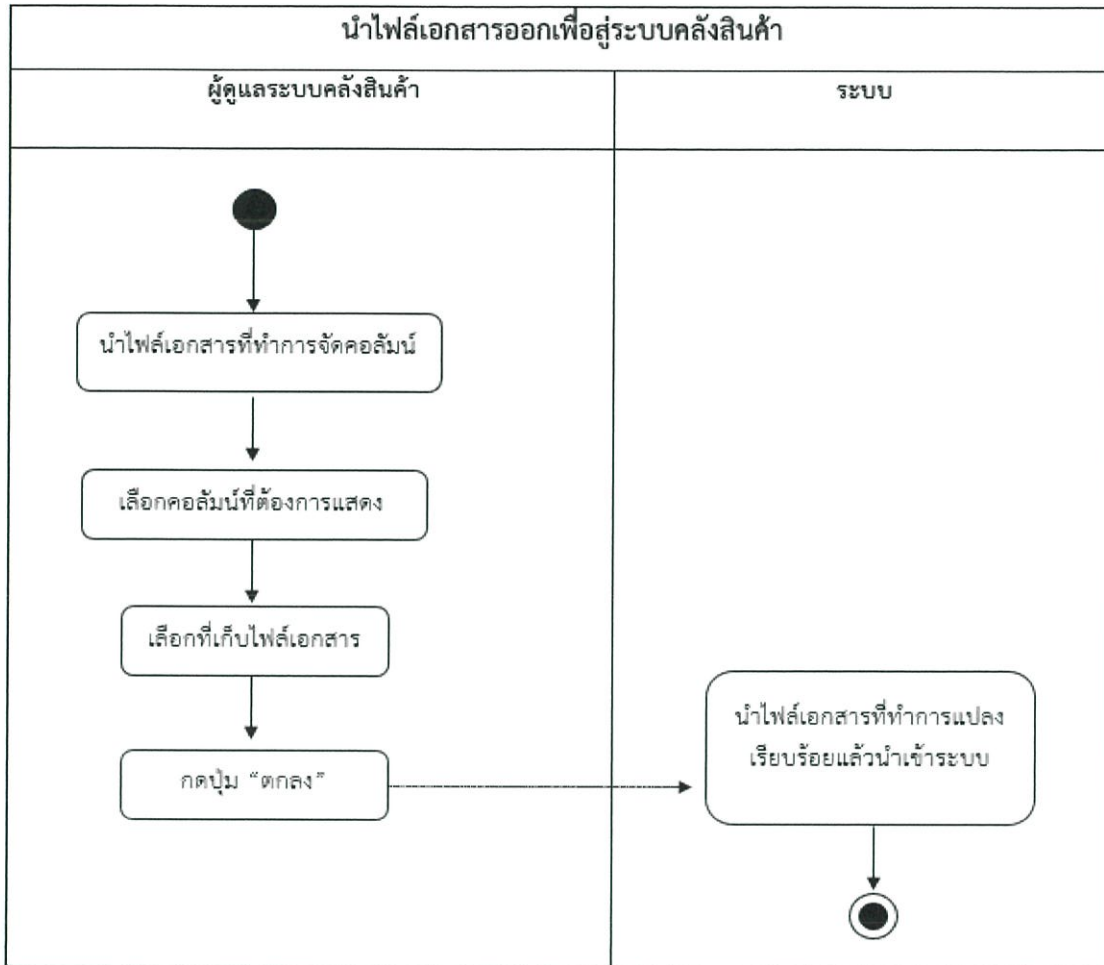 นำไฟล์เอกสารออกเพื่อสู่ระบบคลังสินค้า
ผู้ดูแลระบบคลังสินค้า
ระบบ
นำไฟล์เอกสารที่ทำการจัดคอลัมน์
เลือกคอลัมน์ที่ต้องการแสดง
เลือกที่เก็บไฟล์เอกสาร
กดปุ่ม “ตกลง”
นำไฟล์เอกสารที่ทำการแปลง
เรียบร้อยแล้วนำเข้าระบบ